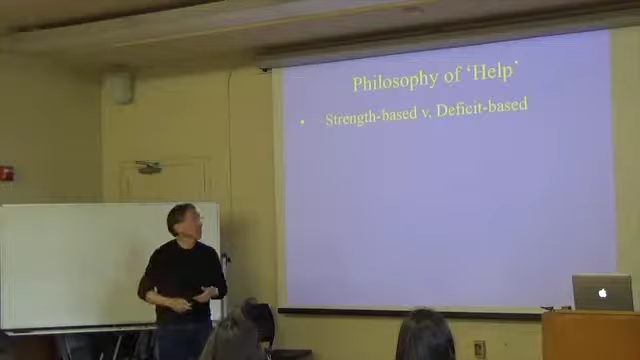 Philosophy of ‘Help‵
• Strength-based v. Deficit-based